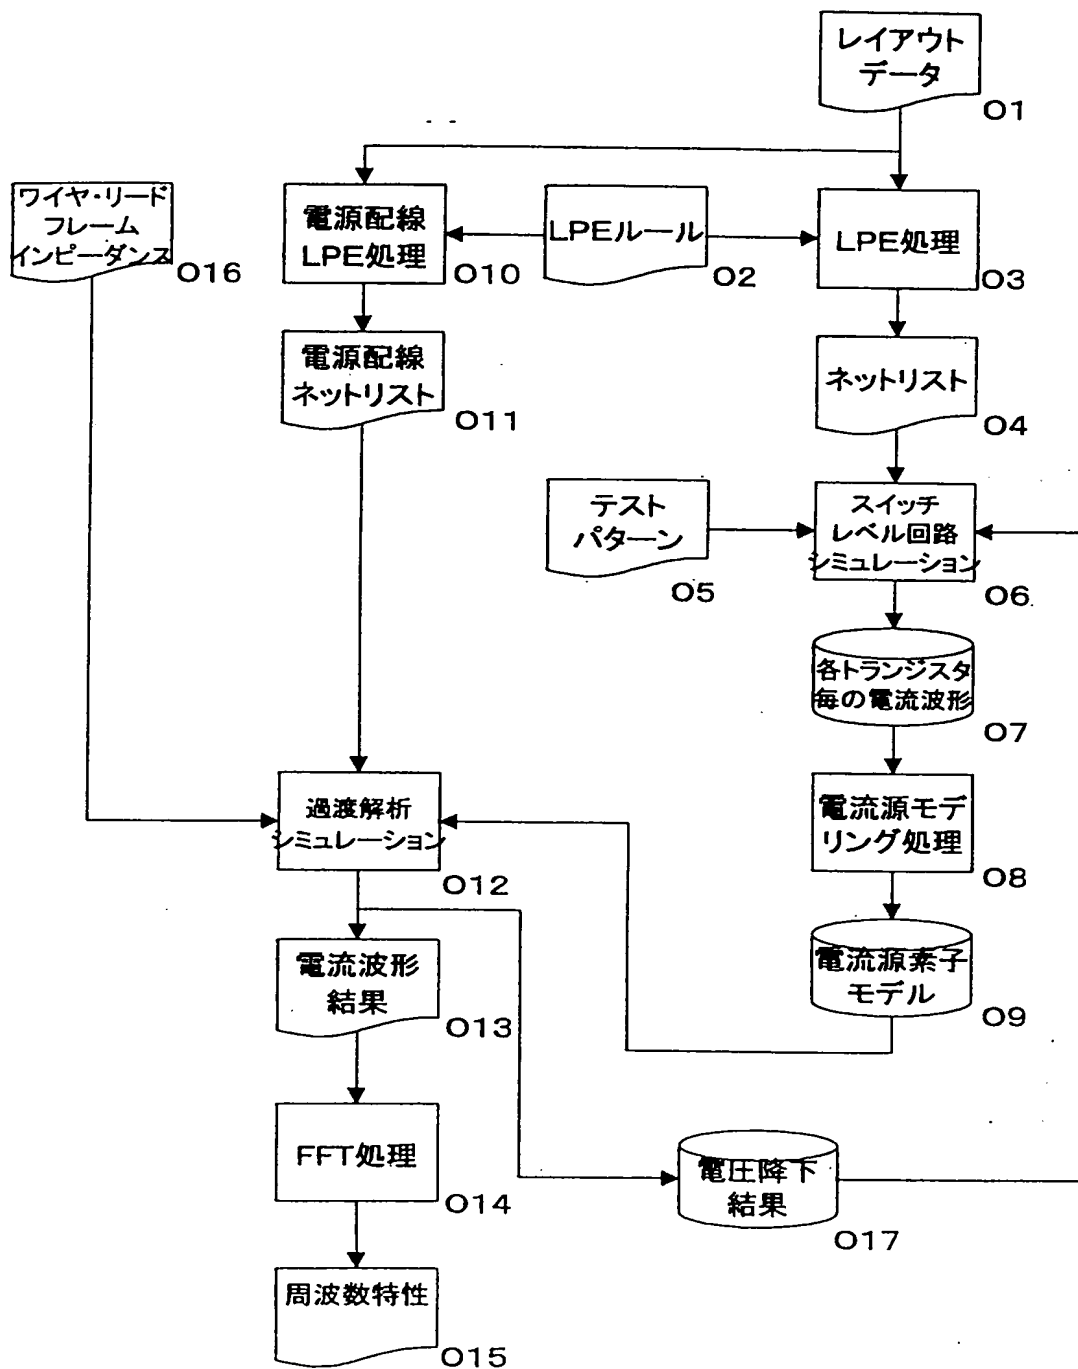 レイアウト
データ
O1
ワイヤ・リード
フレーム
インピーダンス
O16
電源配線
LPE処理
O10
LPEルール
O2
LPE処理
O3
電源配線
ネットリスト
O11
ネットリスト
O4
テスト
パターン
O5
スイッチ
レベル回路
シミュレーション
O6
各トランジスタ
毎の電流波形
O7
過渡解析
シミュレーション
O12
電流源モデ
リング処理
O8
電流波形
結果
O13
電流源素子
モデル
O9
FFT処理
O14
電圧降下
結果
O17
周波数特性
O15